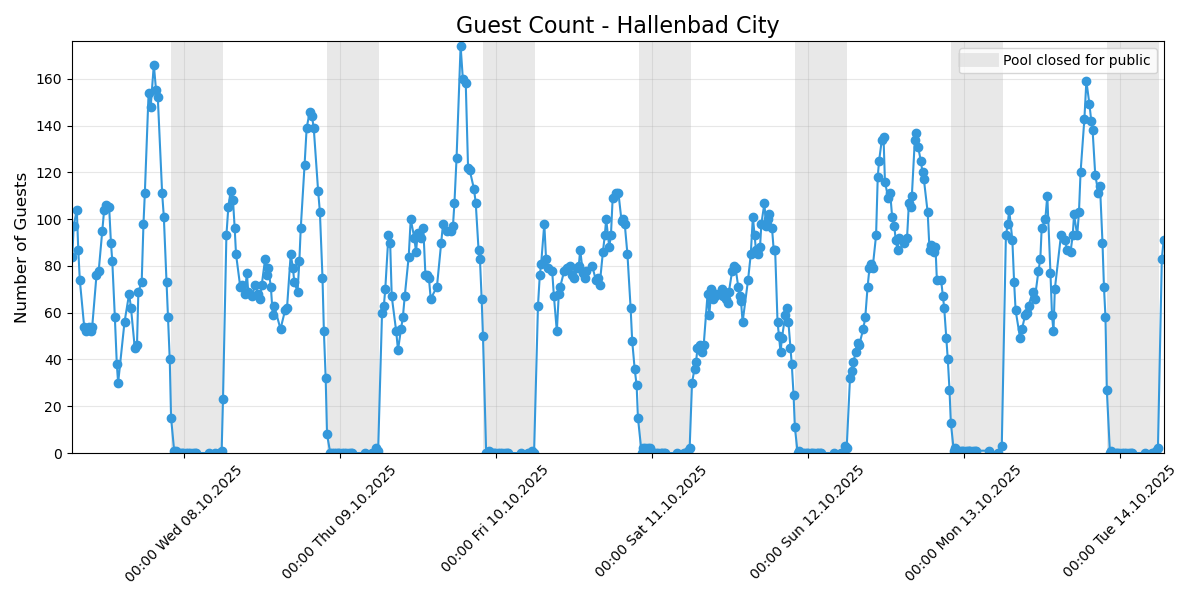 Guest Count - Hallenbad City
Pool closed for public
Number of Guests
160
140
120
100
80
60
40
20
0
00:00 Wed 08.10.2025
00:00 Thu 09.10.2025
00:00 Fri 10.10.2025
00:00 Sat 11.10.2025
00:00 Sun 12.10.2025
00:00 Mon 13.10.2025
00:00 Tue 14.10.2025